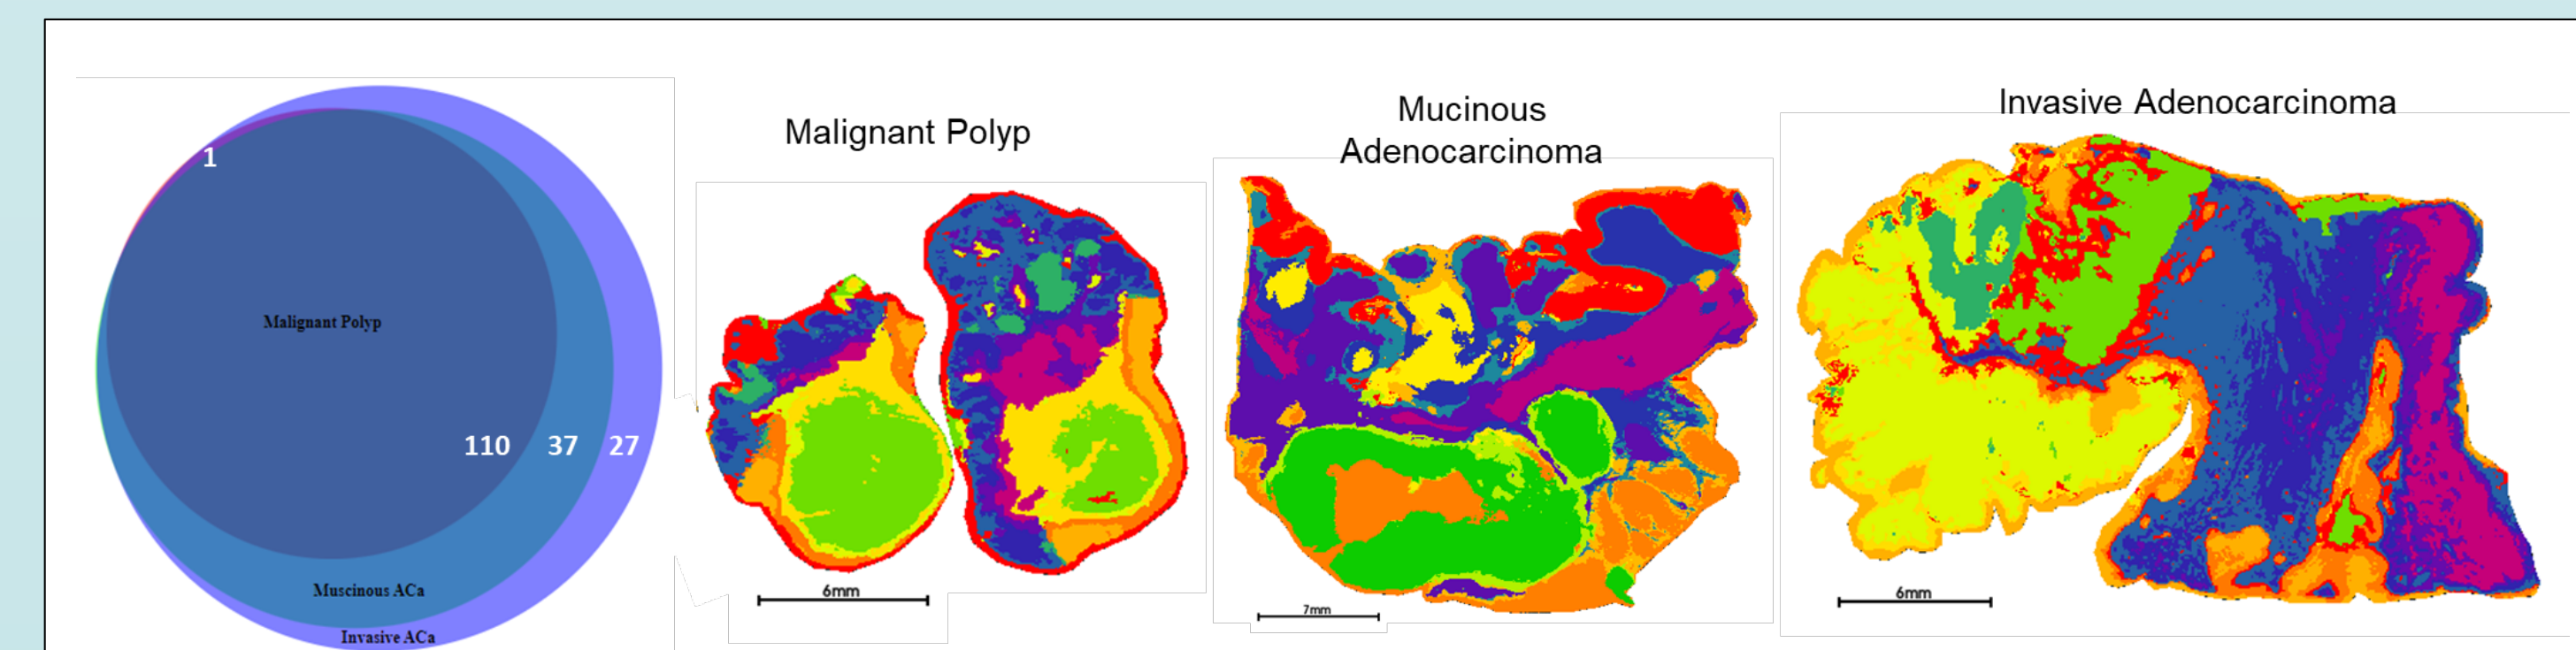 1
Malignant Polyp
110 37 27
Muscinous ACa
Invasive ACa
Malignant Polyp
6mm
Mucinous
Adenocarcinoma
7mm
Invasive Adenocarcinoma
6mm